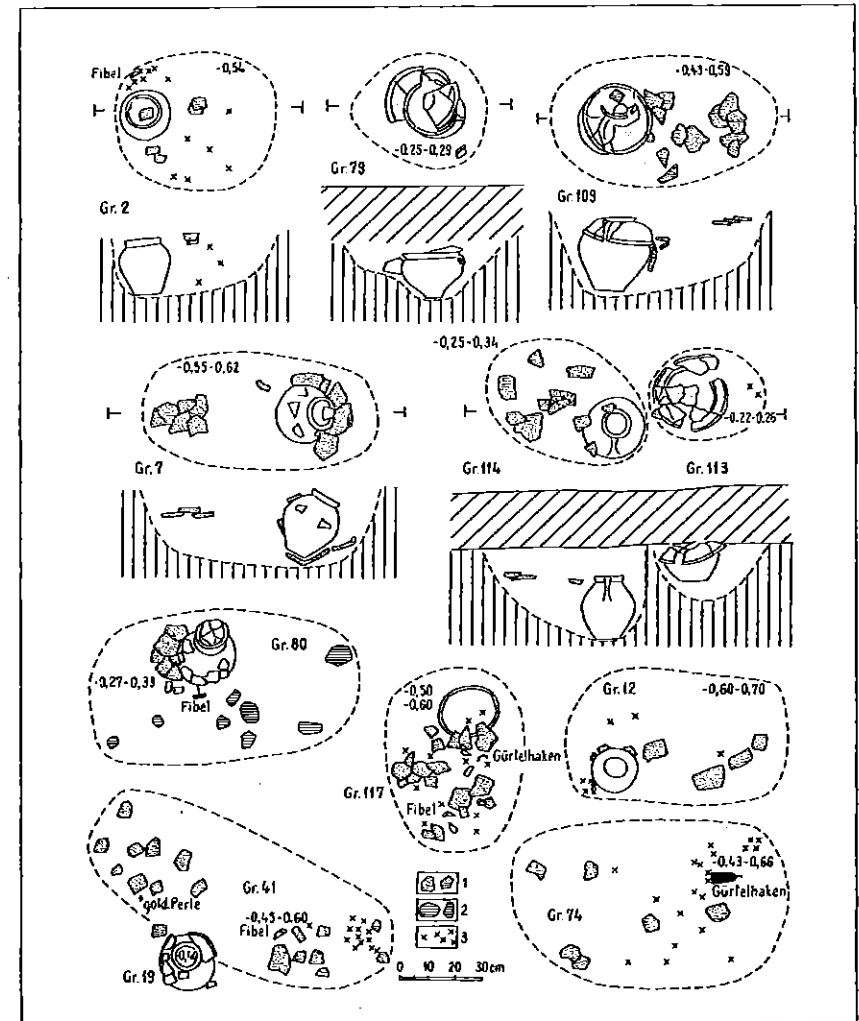 Fibel
-0,54
Gr. 2
-0,25-0,29
Gr. 79
-0,43-0,59
Gr. 109
-0,55-0,62
Gr. 7
-0,25-0,34
Gr. 114
-0,22-0,26
Gr. 113
Gr. 80
-0,27-0,39
Fibel
-0,50
-0,60
Gürtelhaken
Gr. 117
Fibel
Gr. 12
-0,60-0,70
Gr. 41
gold. Perle
-0,45-0,60
Fibel
Gr. 19
-0,43-0,66
Gürtelhaken
Gr. 74
1
2
3
0 10 20 30cm